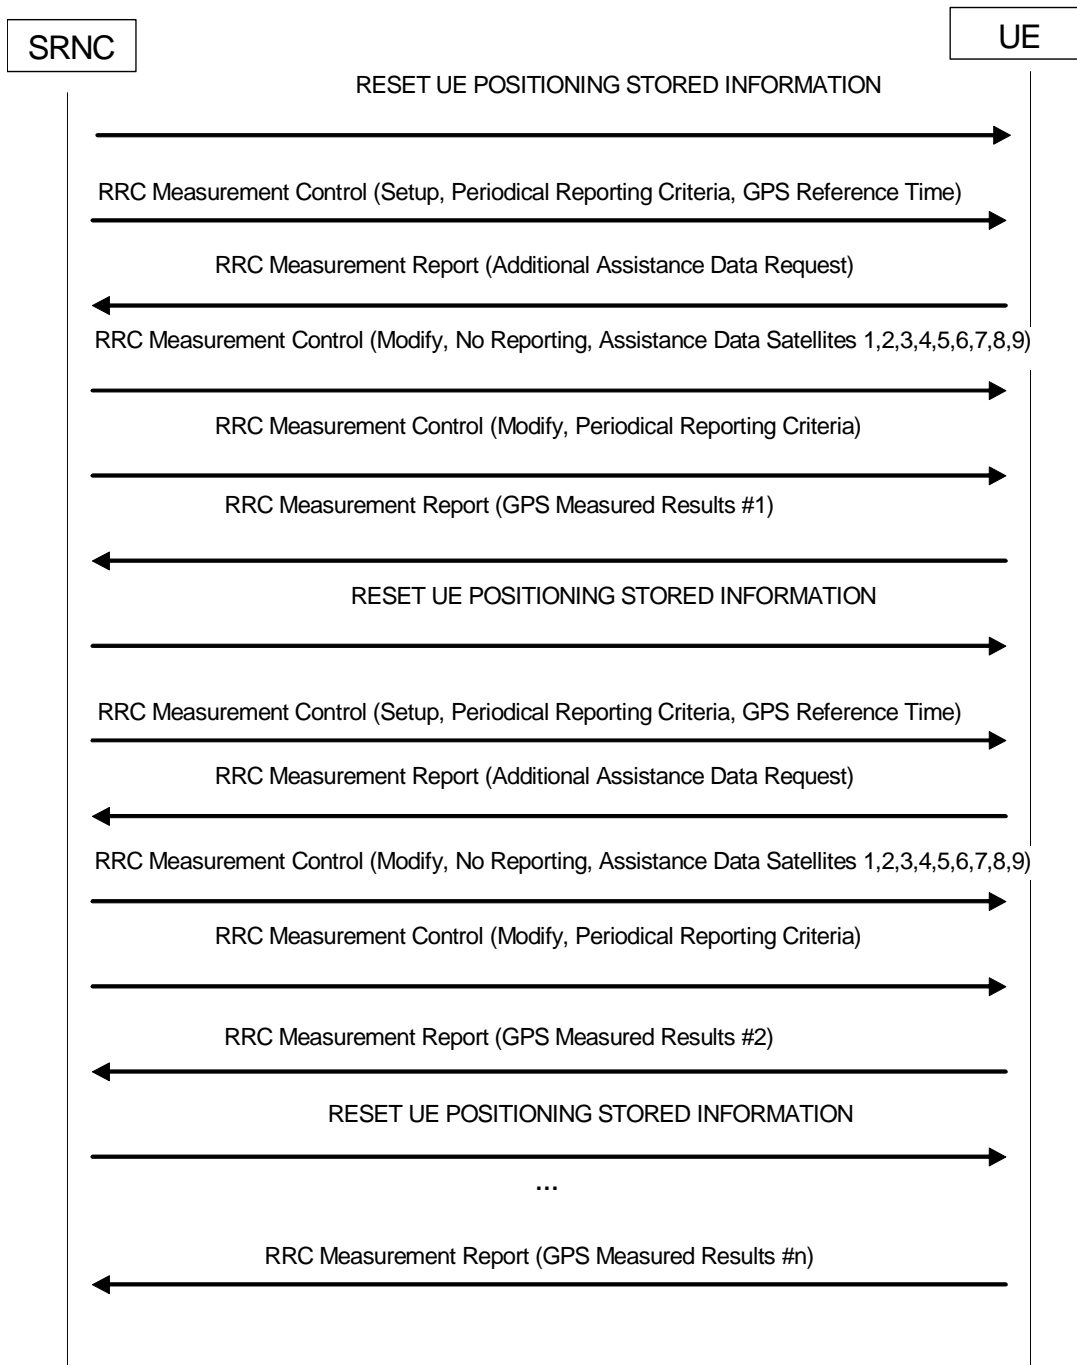 SRNC
UE
RESET UE POSITIONING STORED INFORMATION
RRC Measurement Control (Setup, Periodical Reporting Criteria, GPS Reference Time)
RRC Measurement Report (Additional Assistance Data Request)
RRC Measurement Control (Modify, No Reporting, Assistance Data Satellites 1,2,3,4,5,6,7,8,9)
RRC Measurement Control (Modify, Periodical Reporting Criteria)
RRC Measurement Report (GPS Measured Results #1)
RESET UE POSITIONING STORED INFORMATION
RRC Measurement Control (Setup, Periodical Reporting Criteria, GPS Reference Time)
RRC Measurement Report (Additional Assistance Data Request)
RRC Measurement Control (Modify, No Reporting, Assistance Data Satellites 1,2,3,4,5,6,7,8,9)
RRC Measurement Control (Modify, Periodical Reporting Criteria)
RRC Measurement Report (GPS Measured Results #2)
RESET UE POSITIONING STORED INFORMATION
...
RRC Measurement Report (GPS Measured Results #n)